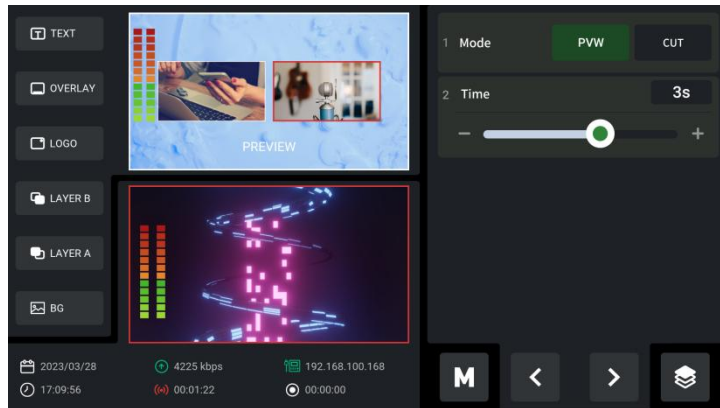 TEXT
OVERLAY
LOGO
LAYER B
LAYER A
BG
PREVIEW
1 Mode PVW CUT
2 Time 3s
− +
2023/03/28 4225 kbps 192.168.100.168
17:09:56 00:01:22 00:00:00
M < >